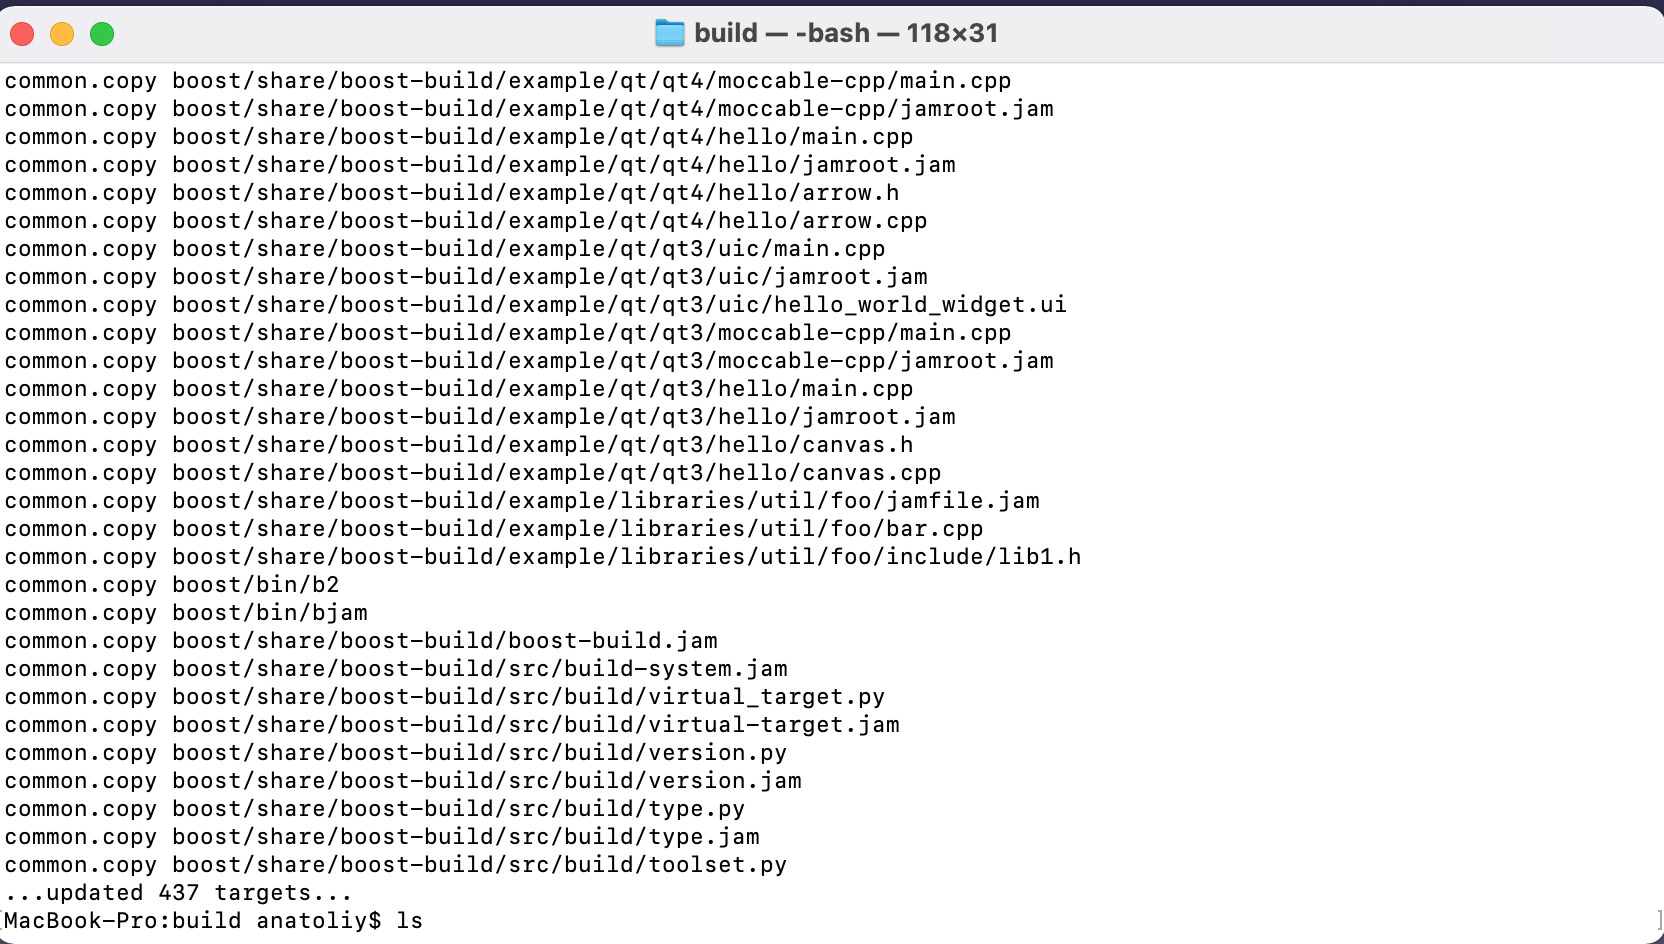 build — -bash — 118×31
common.copy boost/share/boost-build/example/qt/qt4/moccable-cpp/main.cpp
common.copy boost/share/boost-build/example/qt/qt4/moccable-cpp/jamroot.jam
common.copy boost/share/boost-build/example/qt/qt4/hello/main.cpp
common.copy boost/share/boost-build/example/qt/qt4/hello/jamroot.jam
common.copy boost/share/boost-build/example/qt/qt4/hello/arrow.h
common.copy boost/share/boost-build/example/qt/qt4/hello/arrow.cpp
common.copy boost/share/boost-build/example/qt/qt3/uic/main.cpp
common.copy boost/share/boost-build/example/qt/qt3/uic/jamroot.jam
common.copy boost/share/boost-build/example/qt/qt3/uic/hello_world_widget.ui
common.copy boost/share/boost-build/example/qt/qt3/moccable-cpp/main.cpp
common.copy boost/share/boost-build/example/qt/qt3/moccable-cpp/jamroot.jam
common.copy boost/share/boost-build/example/qt/qt3/hello/main.cpp
common.copy boost/share/boost-build/example/qt/qt3/hello/jamroot.jam
common.copy boost/share/boost-build/example/qt/qt3/hello/canvas.h
common.copy boost/share/boost-build/example/qt/qt3/hello/canvas.cpp
common.copy boost/share/boost-build/example/libraries/util/foo/jamfile.jam
common.copy boost/share/boost-build/example/libraries/util/foo/bar.cpp
common.copy boost/share/boost-build/example/libraries/util/foo/include/lib1.h
common.copy boost/bin/b2
common.copy boost/bin/bjam
common.copy boost/share/boost-build/boost-build.jam
common.copy boost/share/boost-build/src/build-system.jam
common.copy boost/share/boost-build/src/build/virtual_target.py
common.copy boost/share/boost-build/src/build/virtual-target.jam
common.copy boost/share/boost-build/src/build/version.py
common.copy boost/share/boost-build/src/build/version.jam
common.copy boost/share/boost-build/src/build/type.py
common.copy boost/share/boost-build/src/build/type.jam
common.copy boost/share/boost-build/src/build/toolset.py
...updated 437 targets...
[MacBook-Pro:build anatoliy$ ls ]